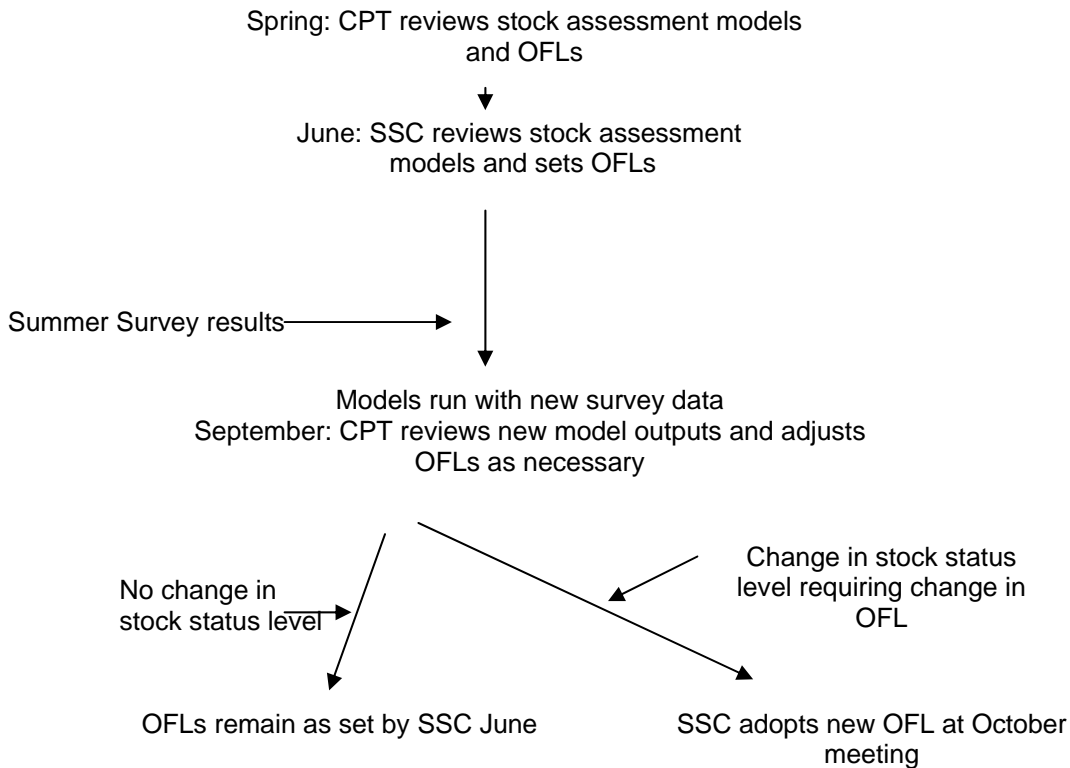 Spring: CPT reviews stock assessment models
and OFLs
June: SSC reviews stock assessment
models and sets OFLs
Summer Survey results
Models run with new survey data
September: CPT reviews new model outputs and adjusts
OFLs as necessary
No change in
stock status level
Change in stock status
level requiring change in
OFL
OFLs remain as set by SSC June
SSC adopts new OFL at October
meeting